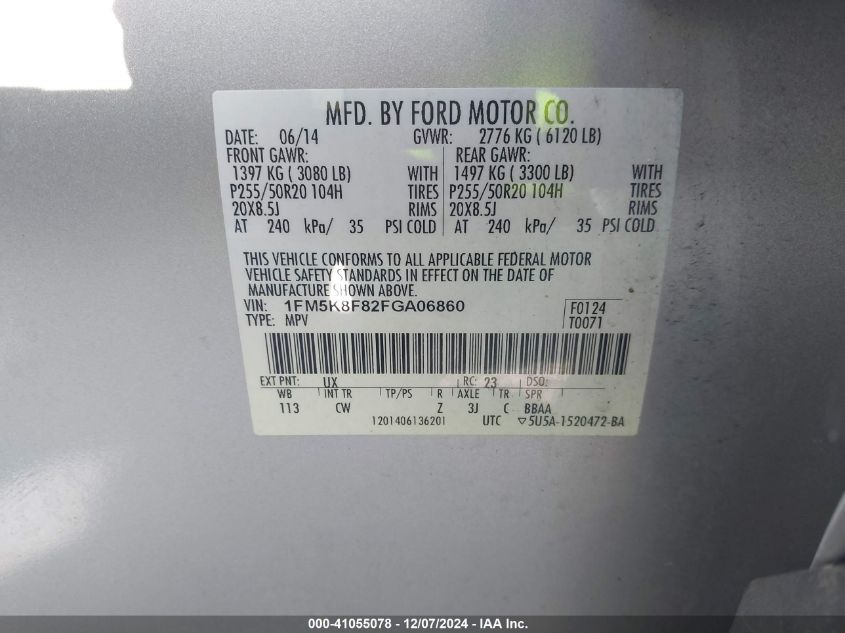 MFD. BY FORD MOTOR CO.
DATE: 06/14 GVWR: 2776 KG ( 6120 LB)
FRONT GAWR: REAR GAWR:
1397 KG ( 3080 LB) WITH 1497 KG ( 3300 LB) WITH
P255/50R20 104H TIRES P255/50R20 104H TIRES
20X8.5J RIMS 20X8.5J RIMS
AT 240 kPa/ 35 PSI COLD AT 240 kPa/ 35 PSI COLD
THIS VEHICLE CONFORMS TO ALL APPLICABLE FEDERAL MOTOR
VEHICLE SAFETY STANDARDS IN EFFECT ON THE DATE OF
MANUFACTURE SHOWN ABOVE.
VIN: 1FM5K8F82FGA06860 F0124
TYPE: MPV T0071
EXT PNT: UX RC: 23 DSO:
WB INT TR TP/PS R AXLE TR SPR
113 CW Z 3J C BBAA
1201406136201 UTC ▽5U5A-1520472-BA
000-41055078 - 12/07/2024 - IAA Inc.